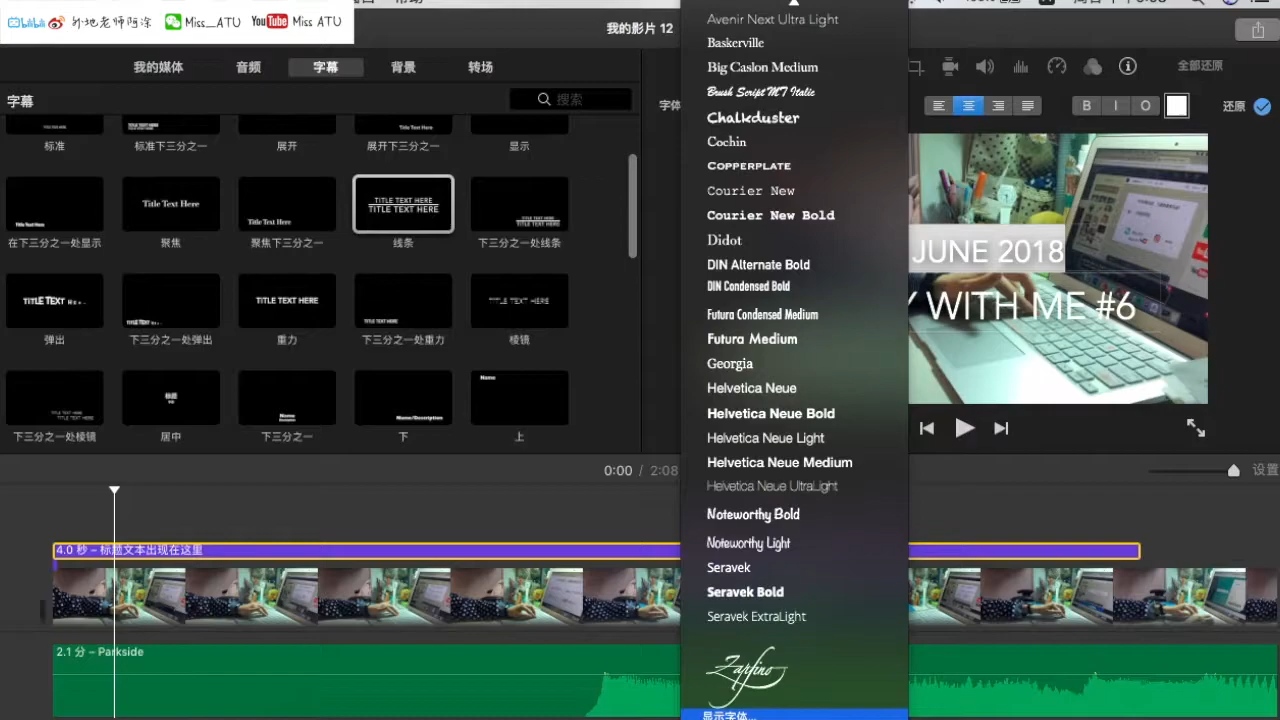 bilibili 外地老师阿涂 Miss__ATU YouTube Miss ATU
我的影片 12
我的媒体 音频 字幕 背景 转场
全部还原
字幕
搜索
字体
B I O
还原
标准 标准下三分之一 展开 展开下三分之一 显示
在下三分之一处显示 聚焦 聚焦下三分之一 线条 下三分之一处线条
弹出 下三分之一处弹出 重力 下三分之一处重力 棱镜
下三分之一处棱镜 居中 下三分之一 下 上
Title Text Here
Title Text Here
TITLE TEXT HERE
TITLE TEXT HERE
TITLE TEXT HERE
TITLE TEXT HERE
标题
Name
Name/Description
Name
Avenir Next Ultra Light
Baskerville
Big Caslon Medium
Brush Script MT Italic
Chalkduster
Cochin
Copperplate
Courier New
Courier New Bold
Didot
DIN Alternate Bold
DIN Condensed Bold
Futura Condensed Medium
Futura Medium
Georgia
Helvetica Neue
Helvetica Neue Bold
Helvetica Neue Light
Helvetica Neue Medium
Helvetica Neue UltraLight
Noteworthy Bold
Noteworthy Light
Seravek
Seravek Bold
Seravek ExtraLight
Zapfino
显示字体...
JUNE 2018
Y WITH ME #6
0:00 / 2:08
设置
4.0 秒 – 标题文本出现在这里
2.1 分 – Parkside